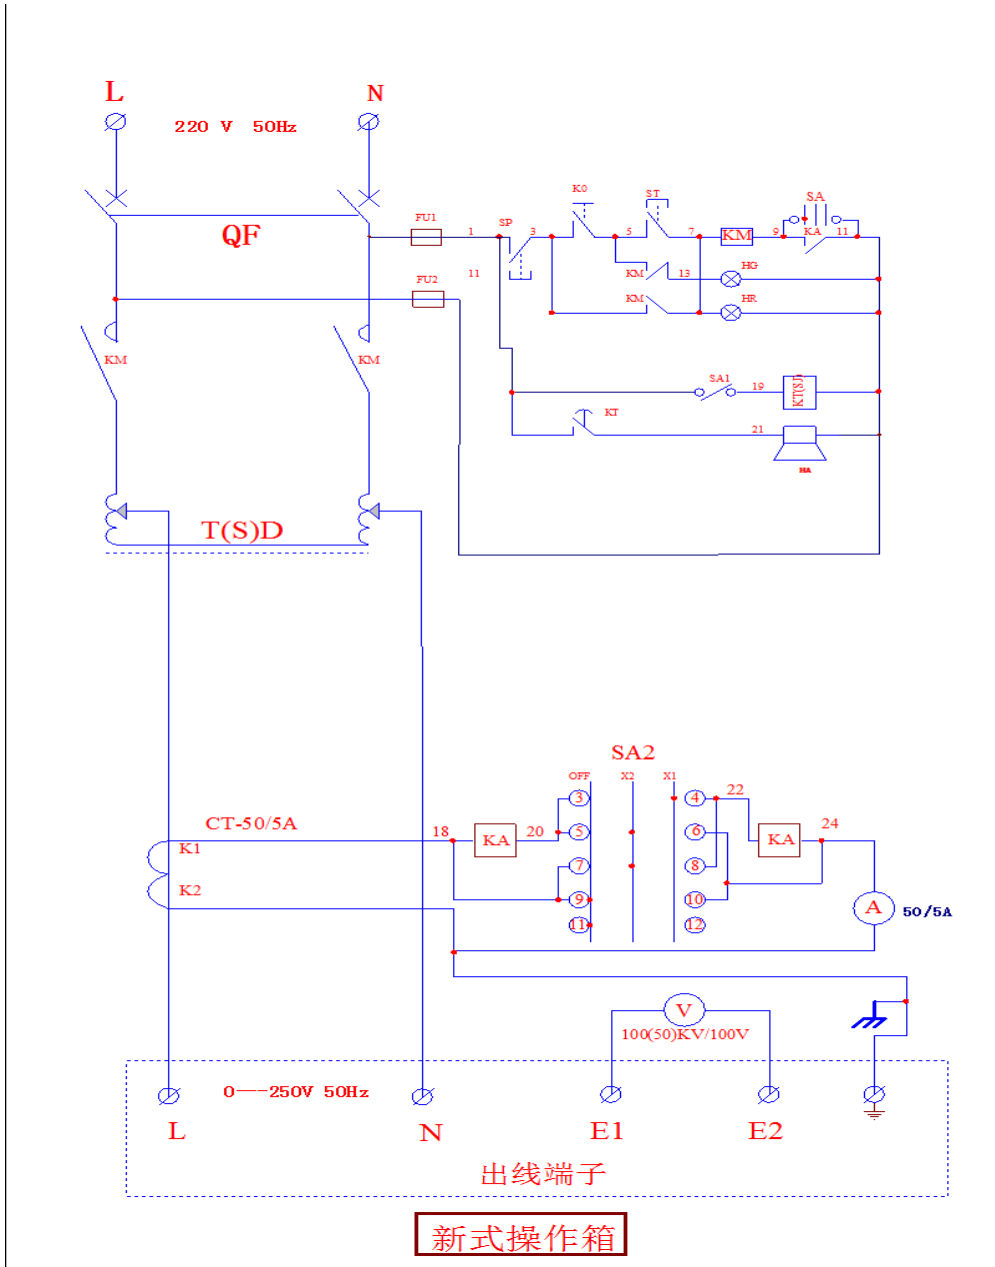 L
N
220 V 50Hz
QF
FU1
1
SP
3
K0
5
ST
7
KM
9
SA
KA
11
FU2
11
KM
13
HG
KM
HR
KM
KM
SA1
19
KT(SJ)
KT
21
HA
T(S)D
SA2
OFF
X2
X1
3
4
22
CT-50/5A
18
KA
20
5
6
KA
24
K1
7
8
K2
9
10
A
50/5A
11
12
V
100(50)KV/100V
0---250V 50Hz
L
N
E1
E2
出线端子
新式操作箱